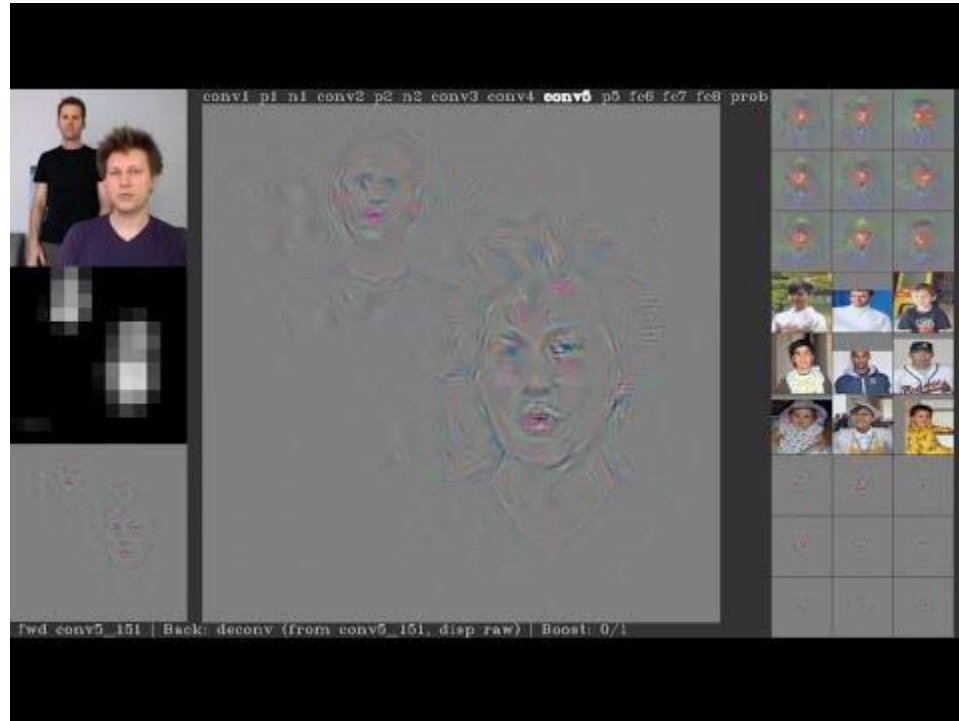 conv1 p1 n1 conv2 p2 n2 conv3 conv4 conv5 p5 fc6 fc7 fc8 prob
fwd conv5_151 | Back: deconv (from conv5_151, disp raw) | Boost: 0/1